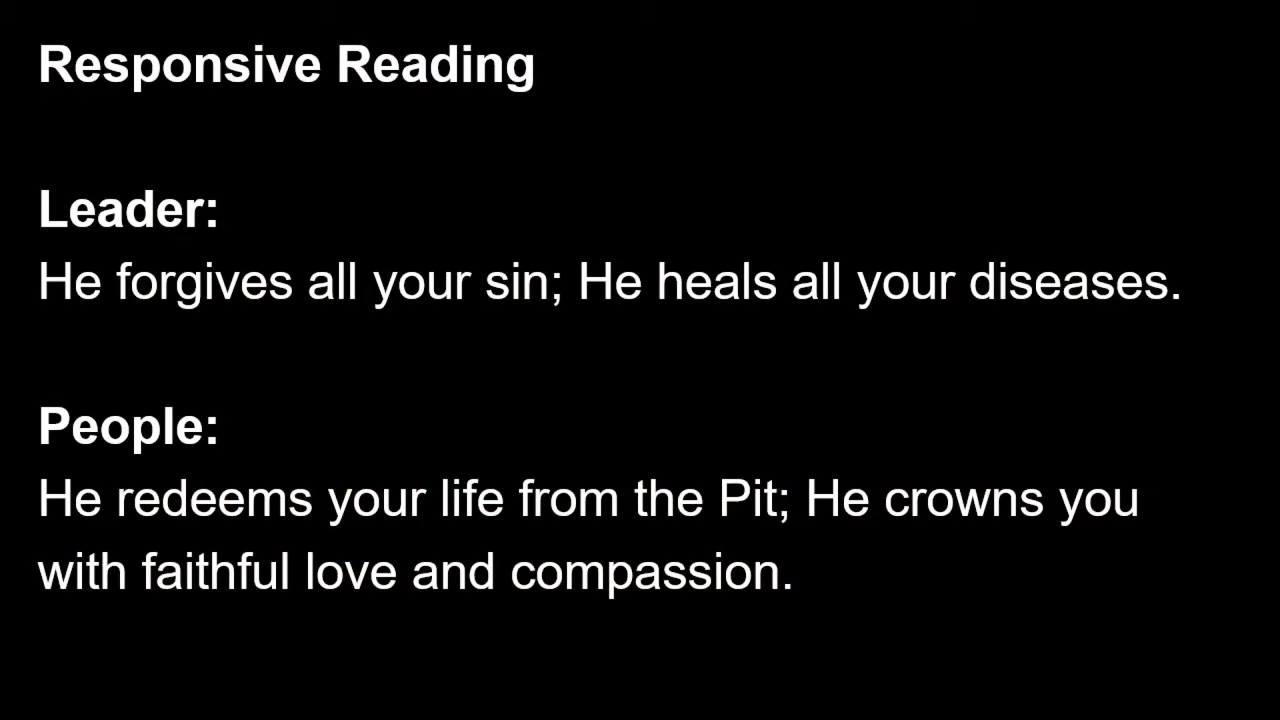 Responsive Reading
Leader:
He forgives all your sin; He heals all your diseases.
People:
He redeems your life from the Pit; He crowns you
with faithful love and compassion.